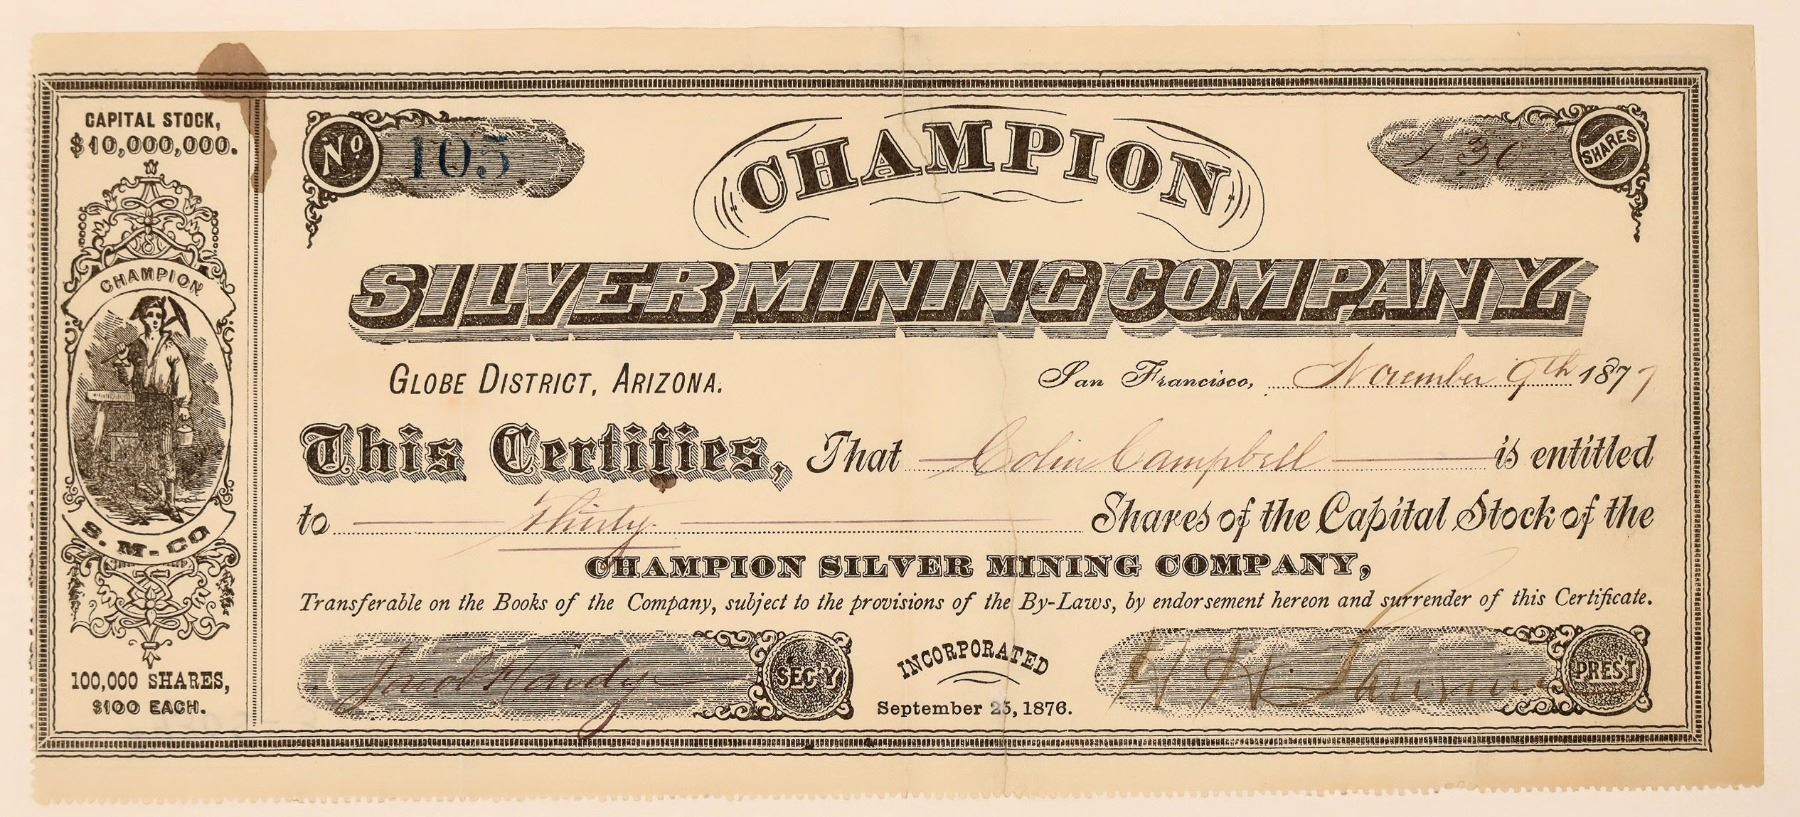 CAPITAL STOCK,
$10,000,000.
CHAMPION
S. M. CO
100,000 SHARES,
$100 EACH.
No 105
CHAMPION
30 SHARES
SILVER MINING COMPANY.
GLOBE DISTRICT, ARIZONA.
San Francisco, November 9th 1877
This Certifies, That Colin Campbell is entitled
to Thirty Shares of the Capital Stock of the
CHAMPION SILVER MINING COMPANY,
Transferable on the Books of the Company, subject to the provisions of the By-Laws, by endorsement hereon and surrender of this Certificate.
Hardy SEC'Y
INCORPORATED
September 25, 1876.
H H PREST